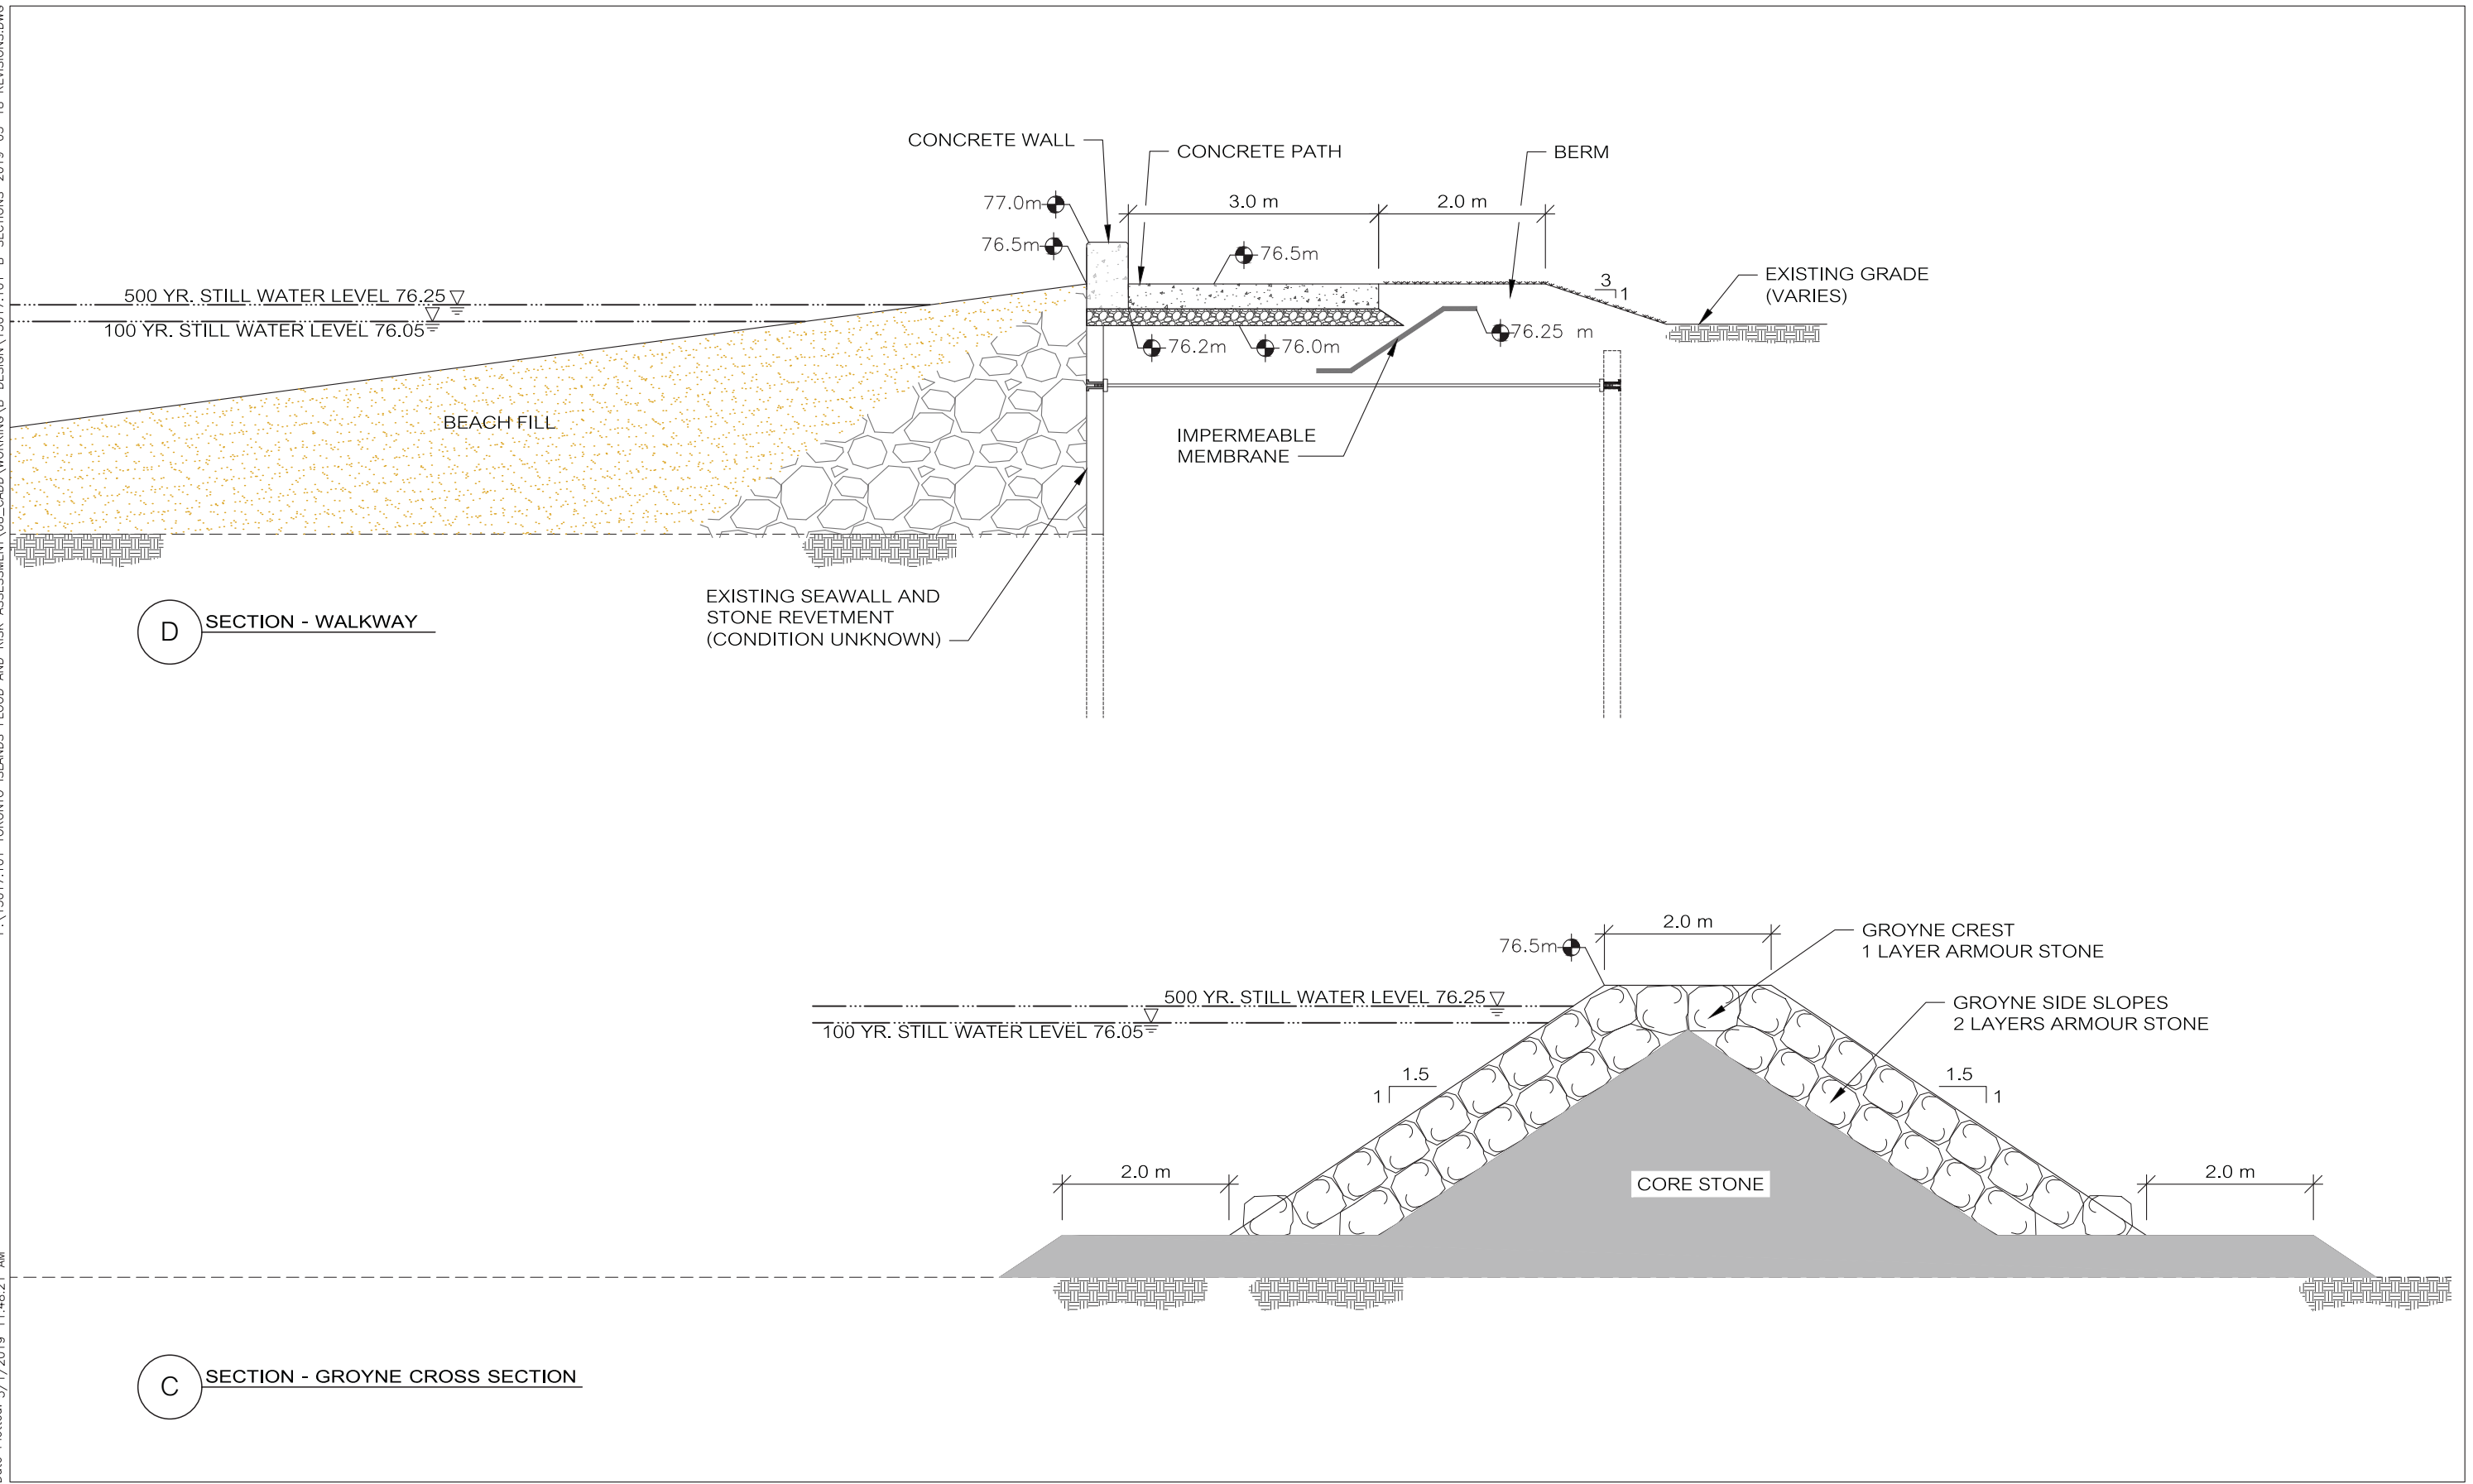 CONCRETE WALL
CONCRETE PATH
BERM
77.0m
3.0 m
2.0 m
76.5m
76.5m
EXISTING GRADE
(VARIES)
3
1
500 YR. STILL WATER LEVEL 76.25
100 YR. STILL WATER LEVEL 76.05
76.2m
76.0m
76.25 m
BEACH FILL
IMPERMEABLE
MEMBRANE
EXISTING SEAWALL AND
STONE REVETMENT
(CONDITION UNKNOWN)
D
SECTION - WALKWAY
2.0 m
76.5m
GROYNE CREST
1 LAYER ARMOUR STONE
500 YR. STILL WATER LEVEL 76.25
100 YR. STILL WATER LEVEL 76.05
GROYNE SIDE SLOPES
2 LAYERS ARMOUR STONE
1.5
1
1.5
1
2.0 m
CORE STONE
2.0 m
C
SECTION - GROYNE CROSS SECTION